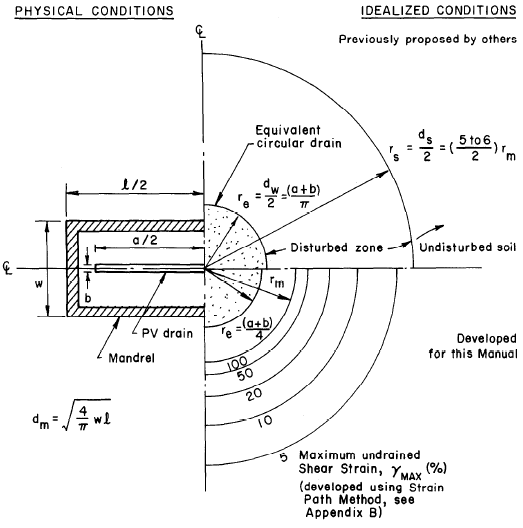 PHYSICAL CONDITIONS
IDEALIZED CONDITIONS
℄
Previously proposed by others
Equivalent
circular drain
r_s = d_s/2 = (5 to 6/2) r_m
ℓ/2
r_e = d_w/2 = (a+b)/π
a/2
Disturbed zone
Undisturbed soil
℄
w
b
r_m
PV drain
r_e = (a+b)/4
Mandrel
Developed
for this Manual
100
50
20
10
d_m = √(4/π wℓ)
5
Maximum undrained
Shear Strain, γ_MAX (%)
(developed using Strain
Path Method, see
Appendix B)